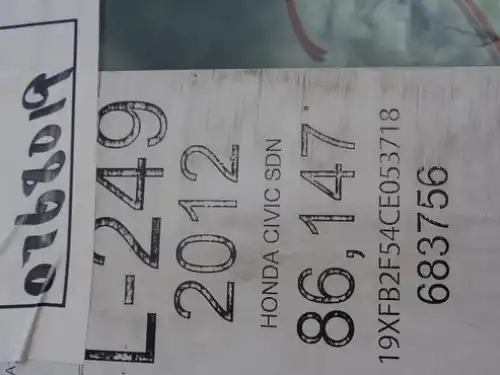 L-249
2012
HONDA CIVIC SDN
86,147
19XFB2F54CE053718
683756